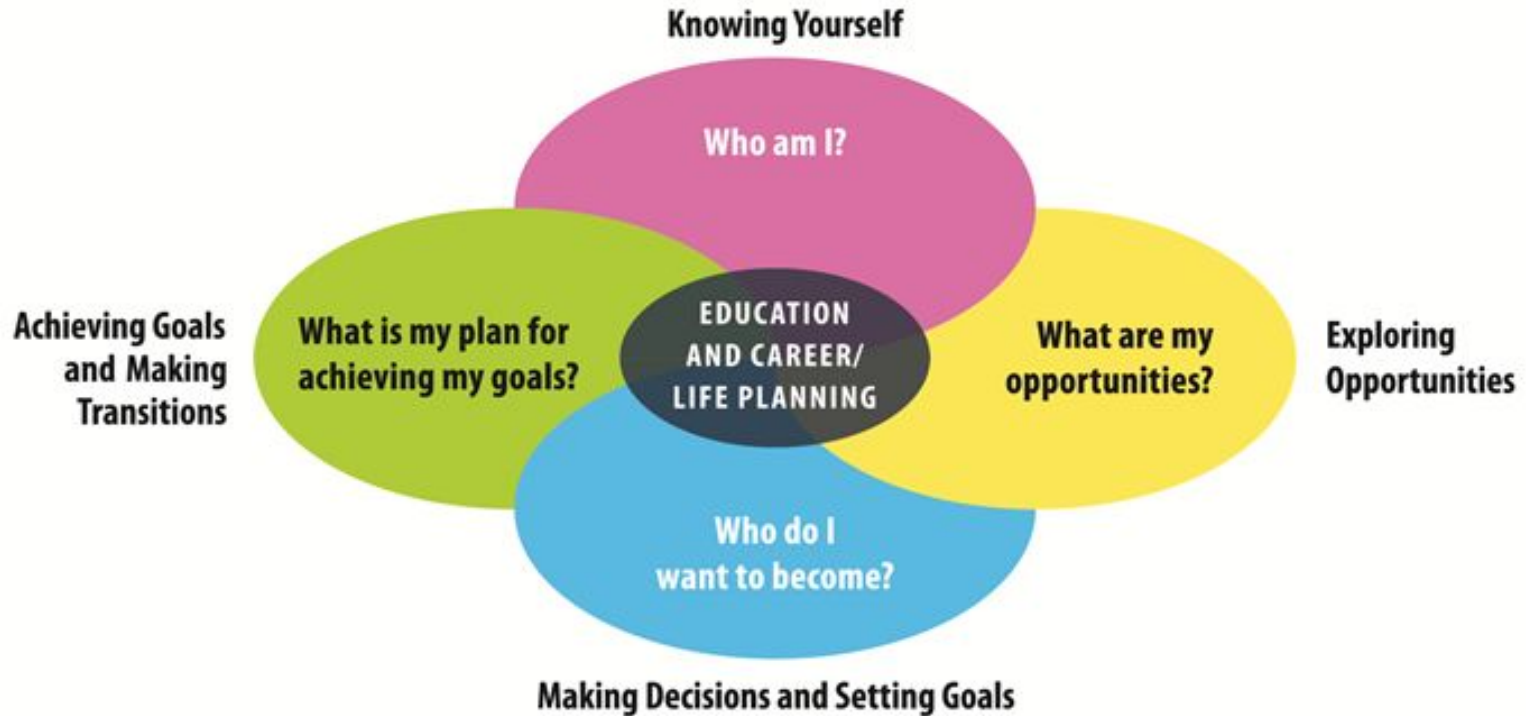 Knowing Yourself
Who am I?
Achieving Goals
and Making
Transitions
What is my plan for
achieving my goals?
EDUCATION
AND CAREER/
LIFE PLANNING
What are my
opportunities?
Exploring
Opportunities
Who do I
want to become?
Making Decisions and Setting Goals